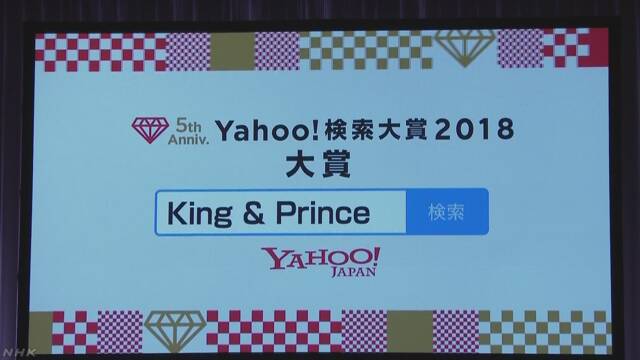 5th
Anniv.
Yahoo!検索大賞2018
大賞
King & Prince
検索
YAHOO!
JAPAN
NHK